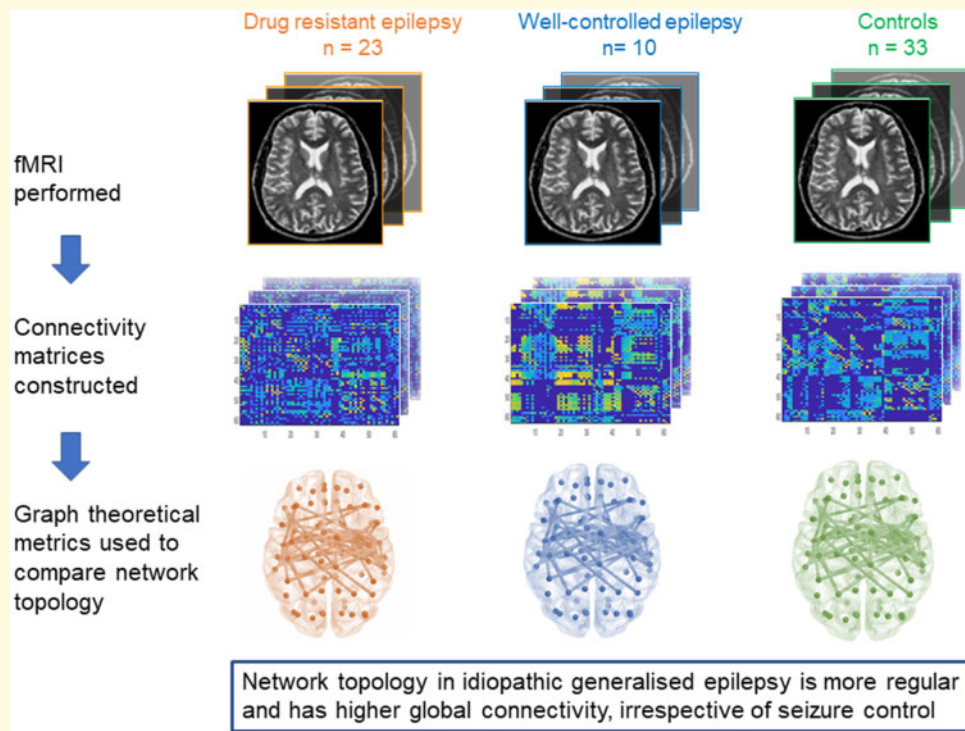 Drug resistant epilepsy
n = 23
Well-controlled epilepsy
n= 10
Controls
n = 33
fMRI
performed
Connectivity
matrices
constructed
Graph theoretical
metrics used to
compare network
topology
Network topology in idiopathic generalised epilepsy is more regular
and has higher global connectivity, irrespective of seizure control